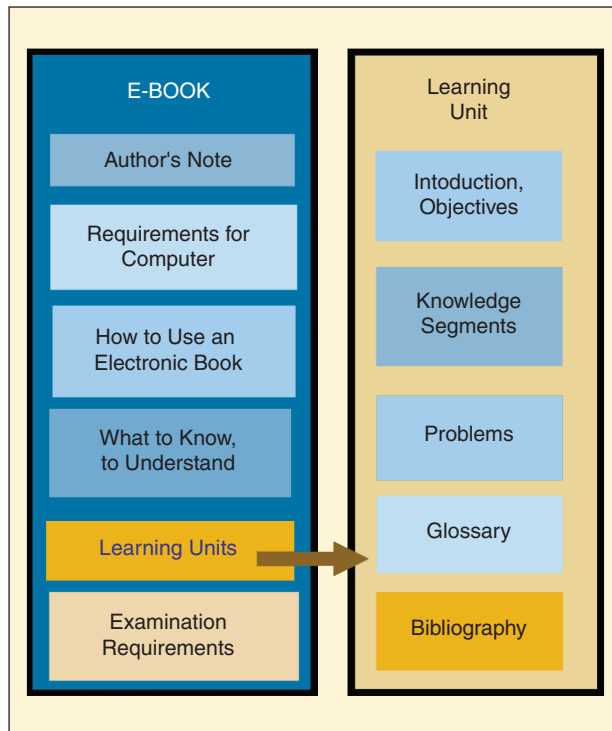 E-BOOK
Author's Note
Requirements for
Computer
How to Use an
Electronic Book
What to Know,
to Understand
Learning Units
Examination
Requirements
Learning
Unit
Intoduction,
Objectives
Knowledge
Segments
Problems
Glossary
Bibliography